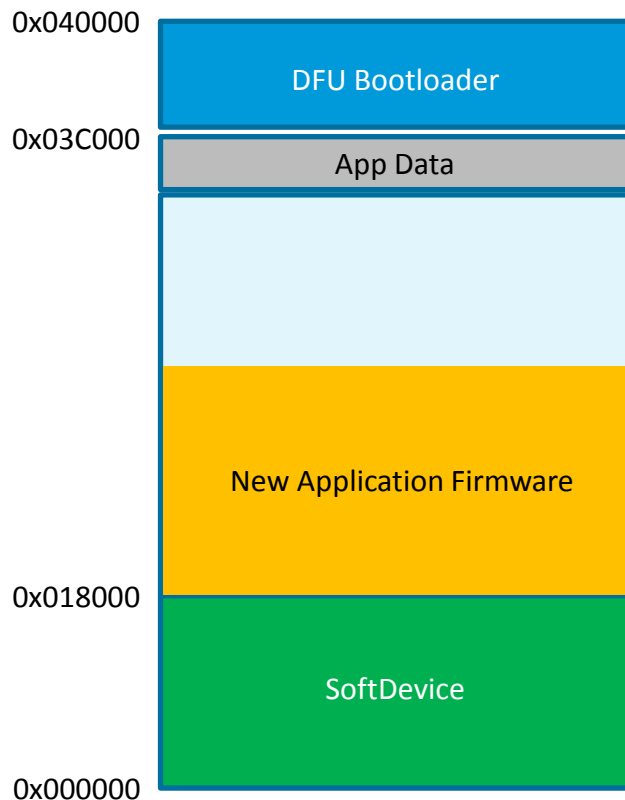 0x040000
DFU Bootloader
0x03C000
App Data
New Application Firmware
0x018000
SoftDevice
0x000000